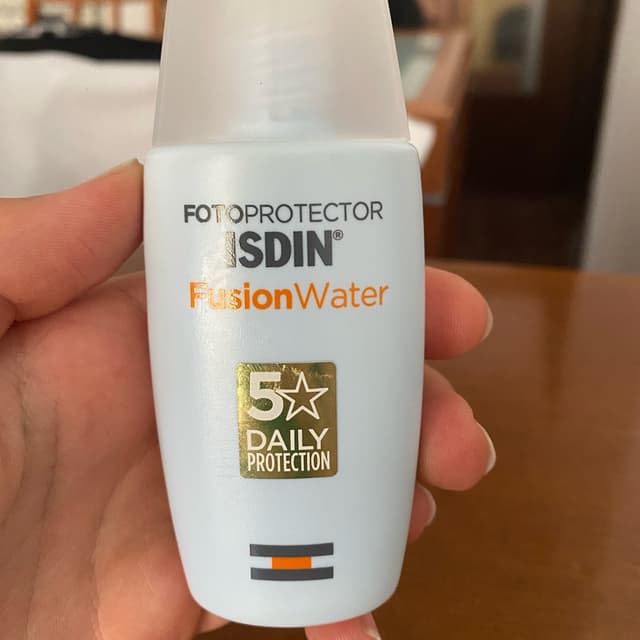 FOTOPROTECTOR
ISDIN®
FusionWater
5☆
DAILY
PROTECTION